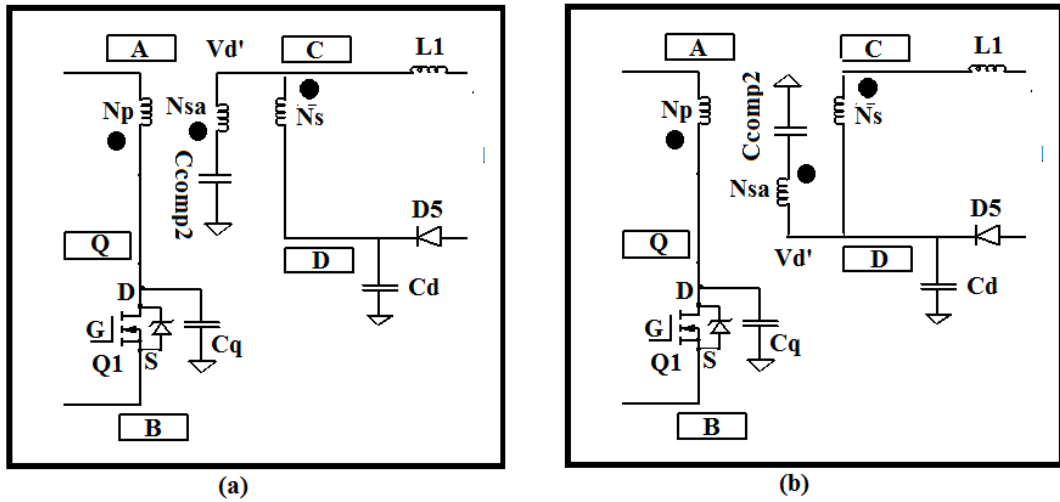 A
Vd'
C
L1
Np
Nsa
Ns
Ccomp2
D5
Q
D
Cd
D
G
Q1
S
Cq
B
(a)
A
C
L1
Ccomp2
Np
Ns
Nsa
D5
Q
Vd'
D
Cd
D
G
Q1
S
Cq
B
(b)